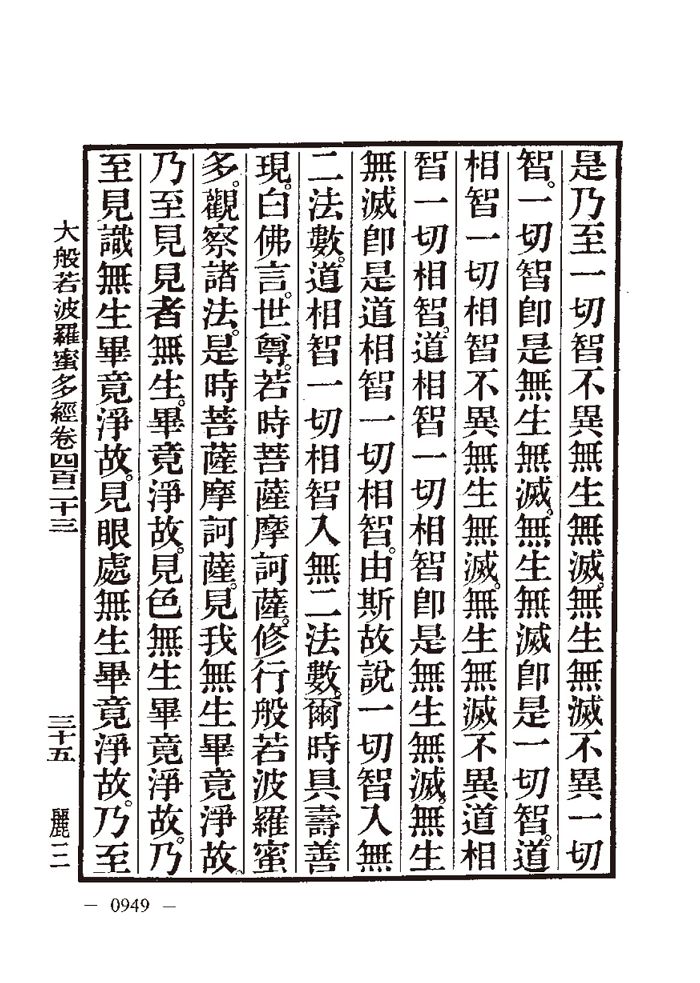 是乃至一切智不異無生無滅。無生無滅不異一切
智。一切智卽是無生無滅。無生無滅卽是一切智。道
相智一切相智不異無生無滅。無生無滅不異道相
智一切相智。道相智一切相智卽是無生無滅。無生
無滅卽是道相智一切相智。由斯故說一切智入無
二法數。道相智一切相智入無二法數。爾時具壽善
現。白佛言。世尊。若時菩薩摩訶薩。修行般若波羅蜜
多。觀察諸法。是時菩薩摩訶薩。見我無生畢竟淨故。
乃至見見者無生。畢竟淨故。見色無生畢竟淨故。乃
至見識無生畢竟淨故。見眼處無生畢竟淨故。乃至
大般若波羅蜜多經卷四百二十三 三十五 麗三
— 0949 —